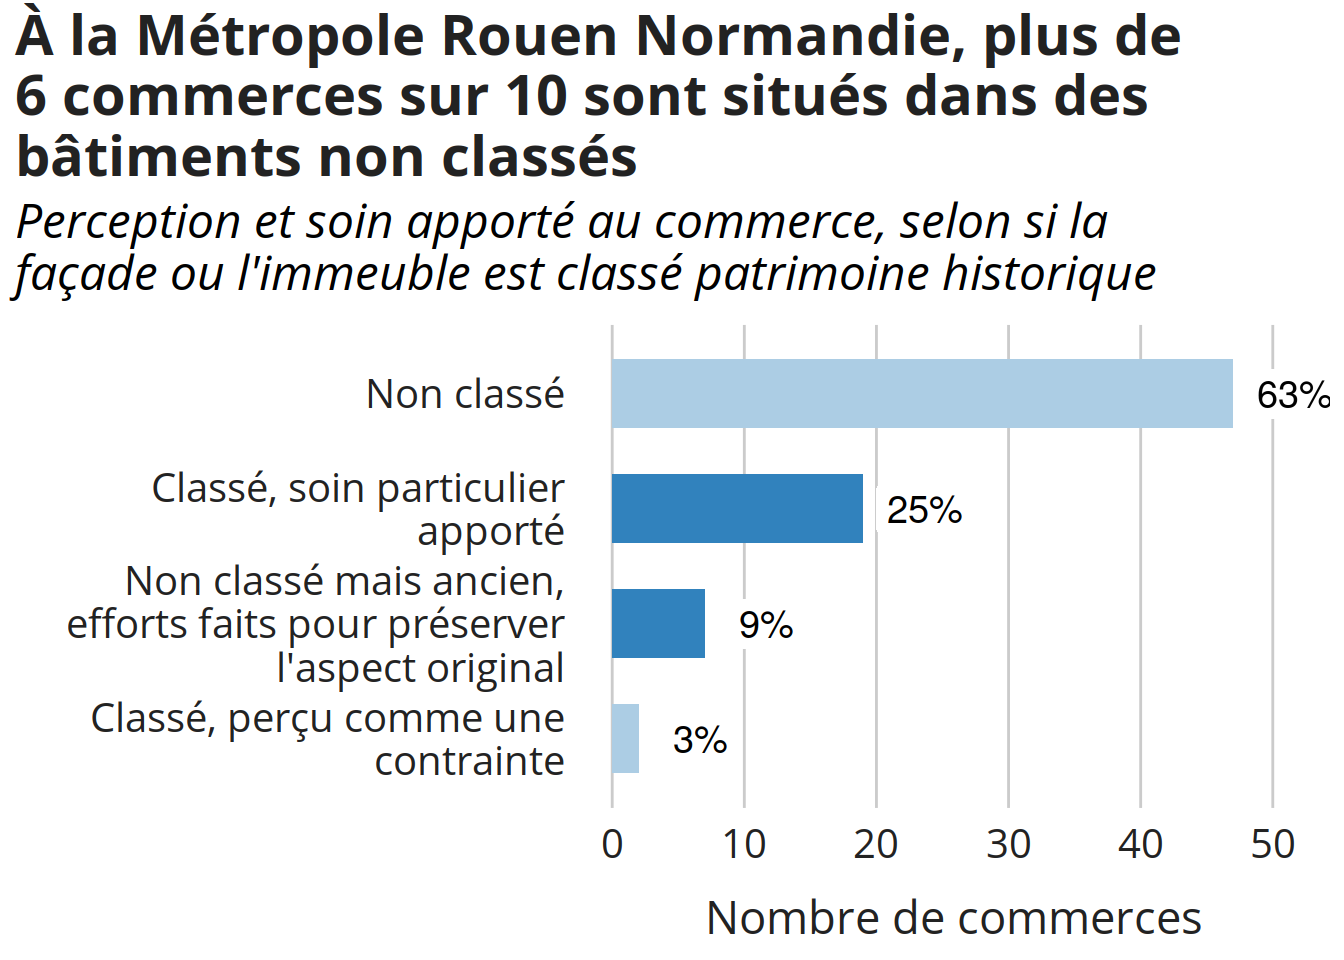 À la Métropole Rouen Normandie, plus de
6 commerces sur 10 sont situés dans des
bâtiments non classés
Perception et soin apporté au commerce, selon si la
façade ou l'immeuble est classé patrimoine historique
Non classé
63%
Classé, soin particulier
apporté
25%
Non classé mais ancien,
efforts faits pour préserver
l'aspect original
9%
Classé, perçu comme une
contrainte
3%
0 10 20 30 40 50
Nombre de commerces